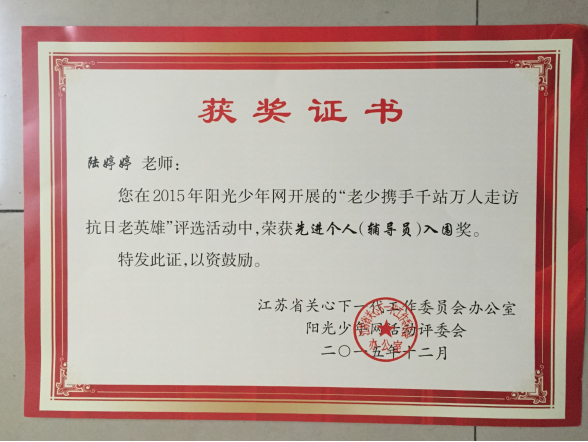 获奖证书
陆婷婷 老师：
您在2015年阳光少年网开展的“老少携手千站万人走访
抗日老英雄”评选活动中，荣获先进个人（辅导员）入围奖。
特发此证，以资鼓励。
江苏省关心下一代工作委员会办公室
阳光少年网活动评委会
二〇一五年十二月
办公室